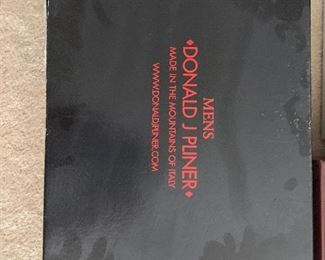 MENS
◆DONALD J PLINER◆
MADE IN THE MOUNTAINS OF ITALY
WWW.DONALDJPLINER.COM